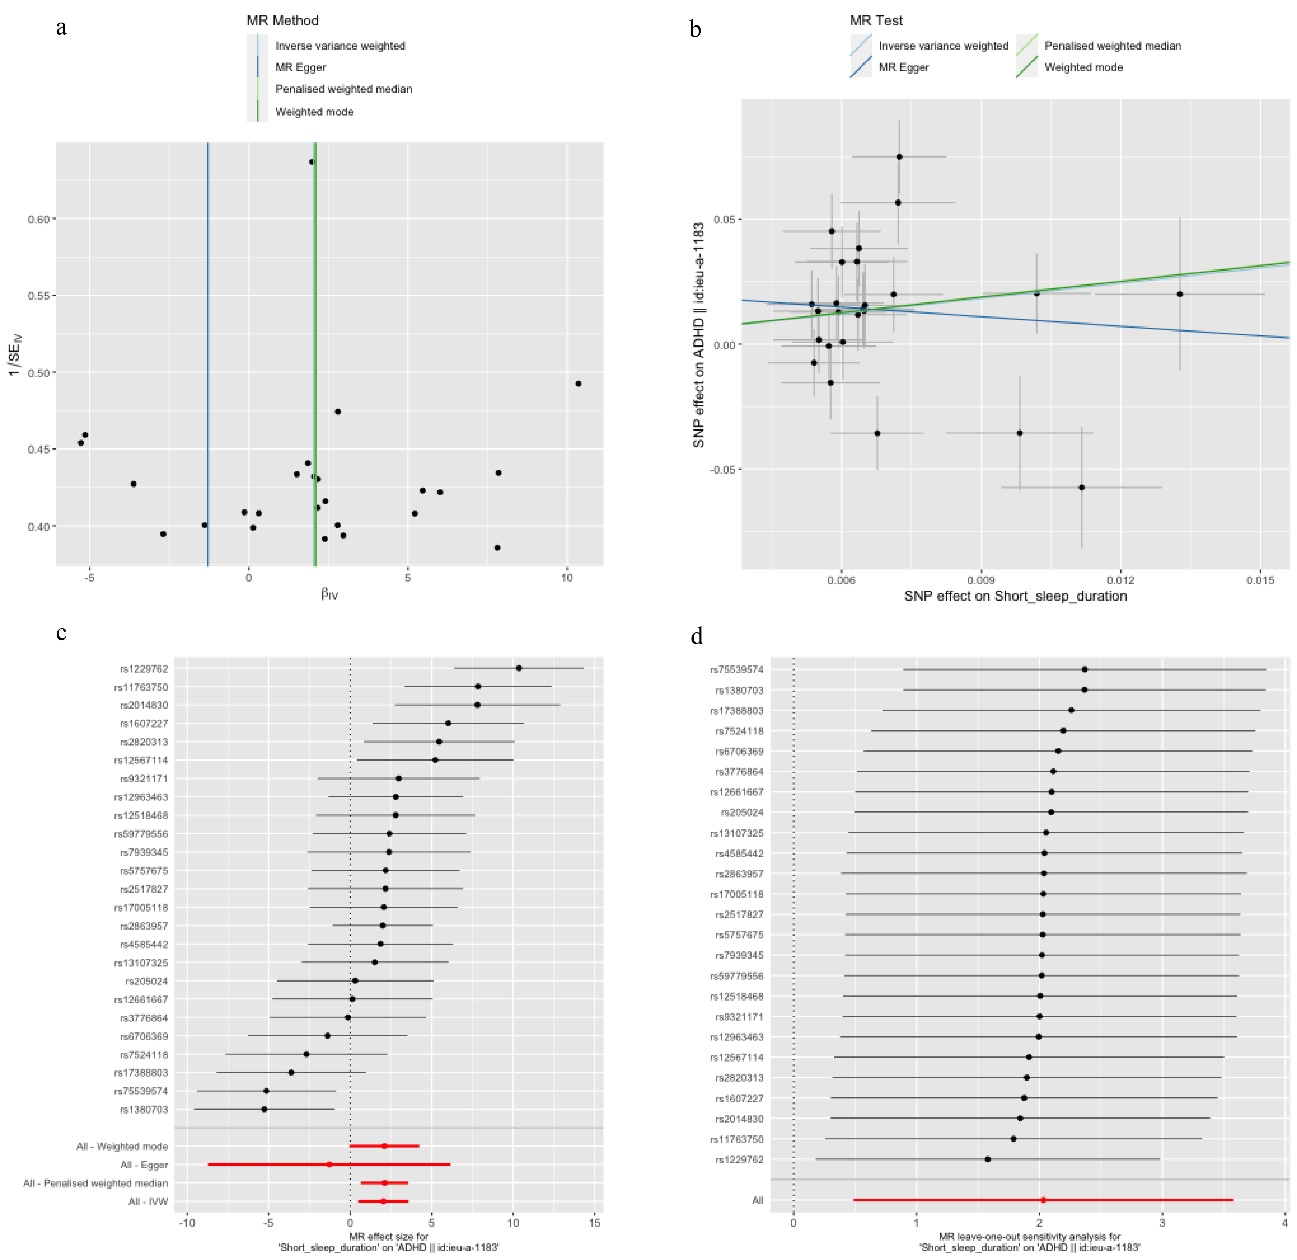 a
MR Method
Inverse variance weighted
MR Egger
Penalised weighted median
Weighted mode
0.60
0.55
0.50
0.45
0.40
1/SE_IV
-5
0
5
10
β_IV
b
MR Test
Inverse variance weighted
Penalised weighted median
MR Egger
Weighted mode
0.05
0.00
-0.05
SNP effect on ADHD || id:ieu-a-1183
0.006
0.009
0.012
0.015
SNP effect on Short_sleep_duration
c
rs1229762
rs11763750
rs2014830
rs1607227
rs2820313
rs12567114
rs9321171
rs12963463
rs12518468
rs59779556
rs7939345
rs5757675
rs2517827
rs17005118
rs2863957
rs4585442
rs13107325
rs205024
rs12661667
rs3776864
rs6706369
rs7524118
rs17388803
rs75539574
rs1380703
All - Weighted mode
All - Egger
All - Penalised weighted median
All - IVW
-10
-5
0
5
10
15
MR effect size for
'Short_sleep_duration' on 'ADHD || id:ieu-a-1183'
d
rs75539574
rs1380703
rs17388803
rs7524118
rs6706369
rs3776864
rs12661667
rs205024
rs13107325
rs4585442
rs2863957
rs17005118
rs2517827
rs5757675
rs7939345
rs59779556
rs12518468
rs9321171
rs12963463
rs12567114
rs2820313
rs1607227
rs2014830
rs11763750
rs1229762
All
0
1
2
3
4
MR leave-one-out sensitivity analysis for
'Short_sleep_duration' on 'ADHD || id:ieu-a-1183'